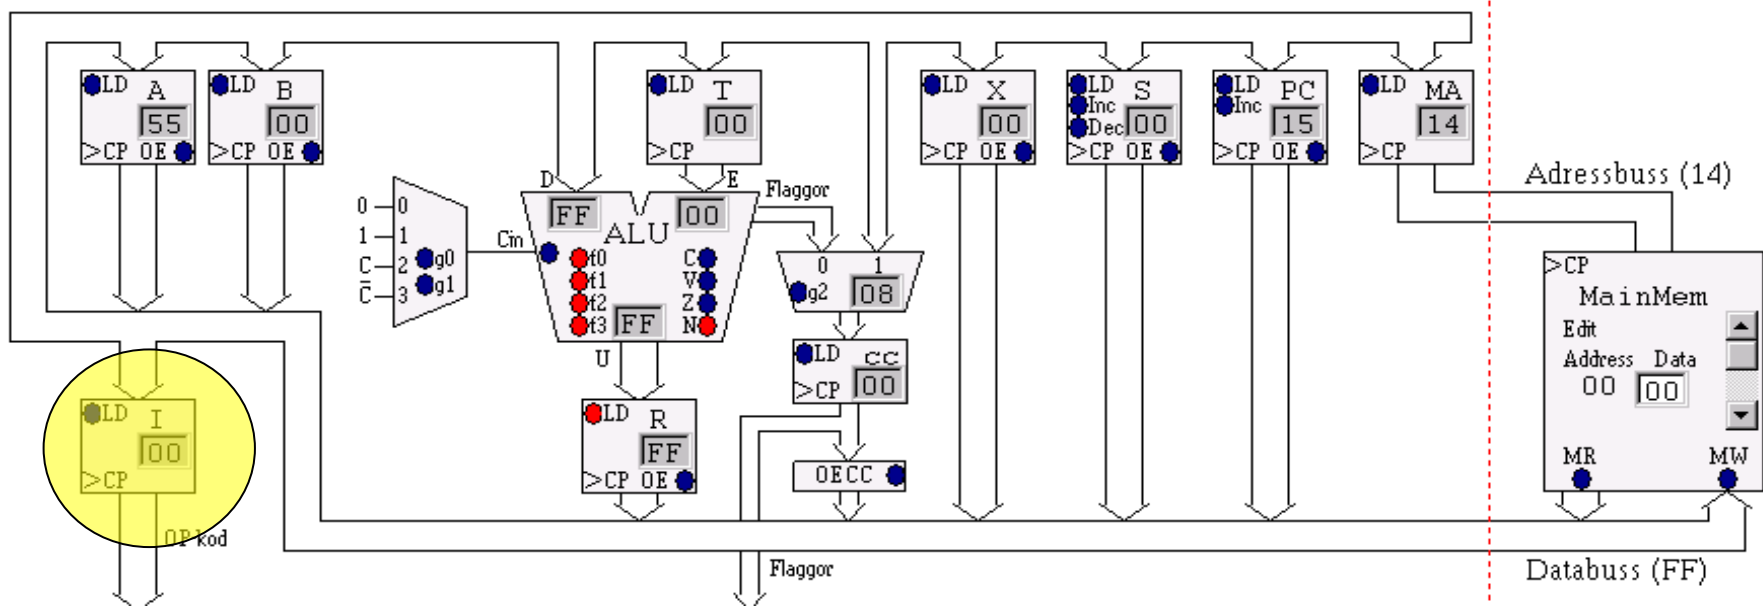 LD A
55
>CP OE
LD B
00
>CP OE
LD T
00
>CP
LD X
00
>CP OE
LD S
Inc
Dec 00
>CP OE
LD PC
Inc
15
>CP OE
LD MA
14
>CP
Adressbuss (14)
0 0
1 1
C 2 g0
C̅ 3 g1
Cin
D E
FF 00
ALU
f0 C
f1 V
f2 Z
f3 FF N
U
Flaggor
0 1
g2 08
LD CC
>CP 00
OECC
Flaggor
LD I
00
>CP
OP kod
LD R
FF
>CP OE
>CP
MainMem
Edit
Address Data
00 00
MR MW
Databuss (FF)